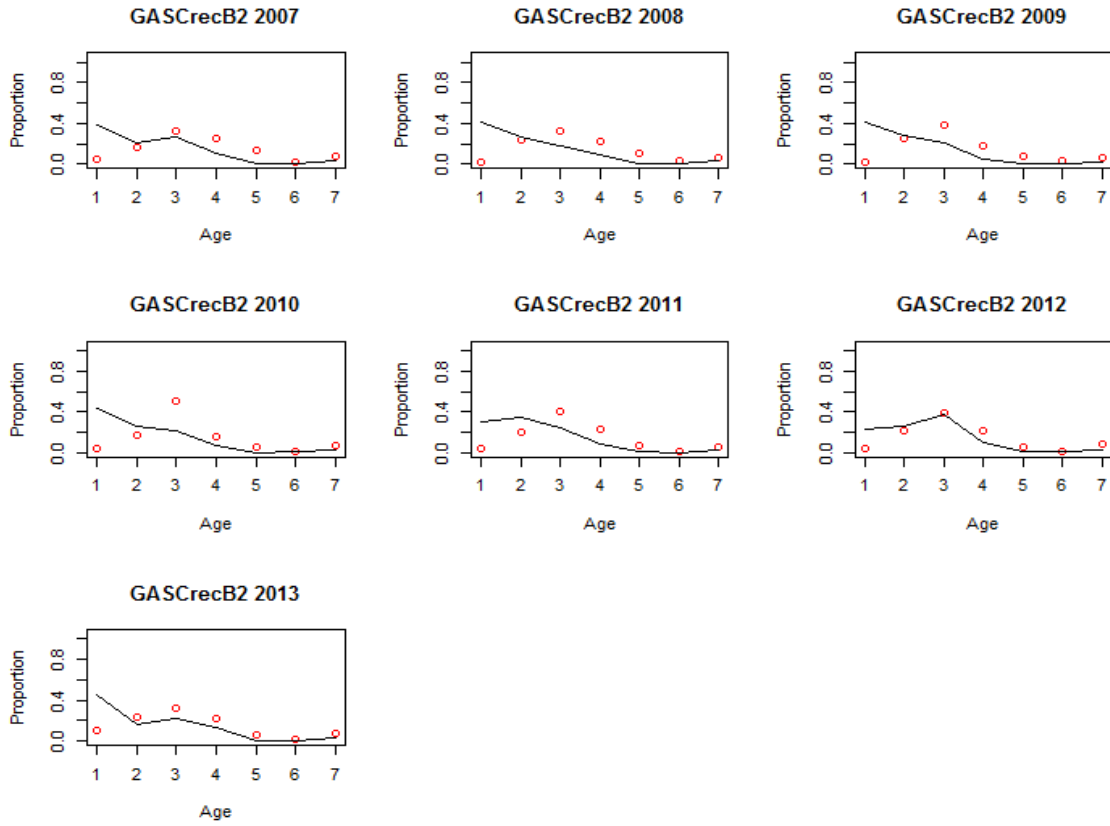 GASCrecB2 2007
Proportion
0.0 0.4 0.8
1 2 3 4 5 6 7
Age
GASCrecB2 2008
Proportion
0.0 0.4 0.8
1 2 3 4 5 6 7
Age
GASCrecB2 2009
Proportion
0.0 0.4 0.8
1 2 3 4 5 6 7
Age
GASCrecB2 2010
Proportion
0.0 0.4 0.8
1 2 3 4 5 6 7
Age
GASCrecB2 2011
Proportion
0.0 0.4 0.8
1 2 3 4 5 6 7
Age
GASCrecB2 2012
Proportion
0.0 0.4 0.8
1 2 3 4 5 6 7
Age
GASCrecB2 2013
Proportion
0.0 0.4 0.8
1 2 3 4 5 6 7
Age